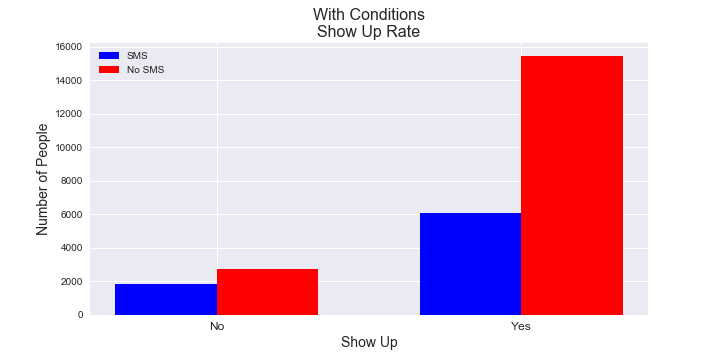 With Conditions
Show Up Rate
SMS
No SMS
Number of People
16000
14000
12000
10000
8000
6000
4000
2000
0
No
Yes
Show Up